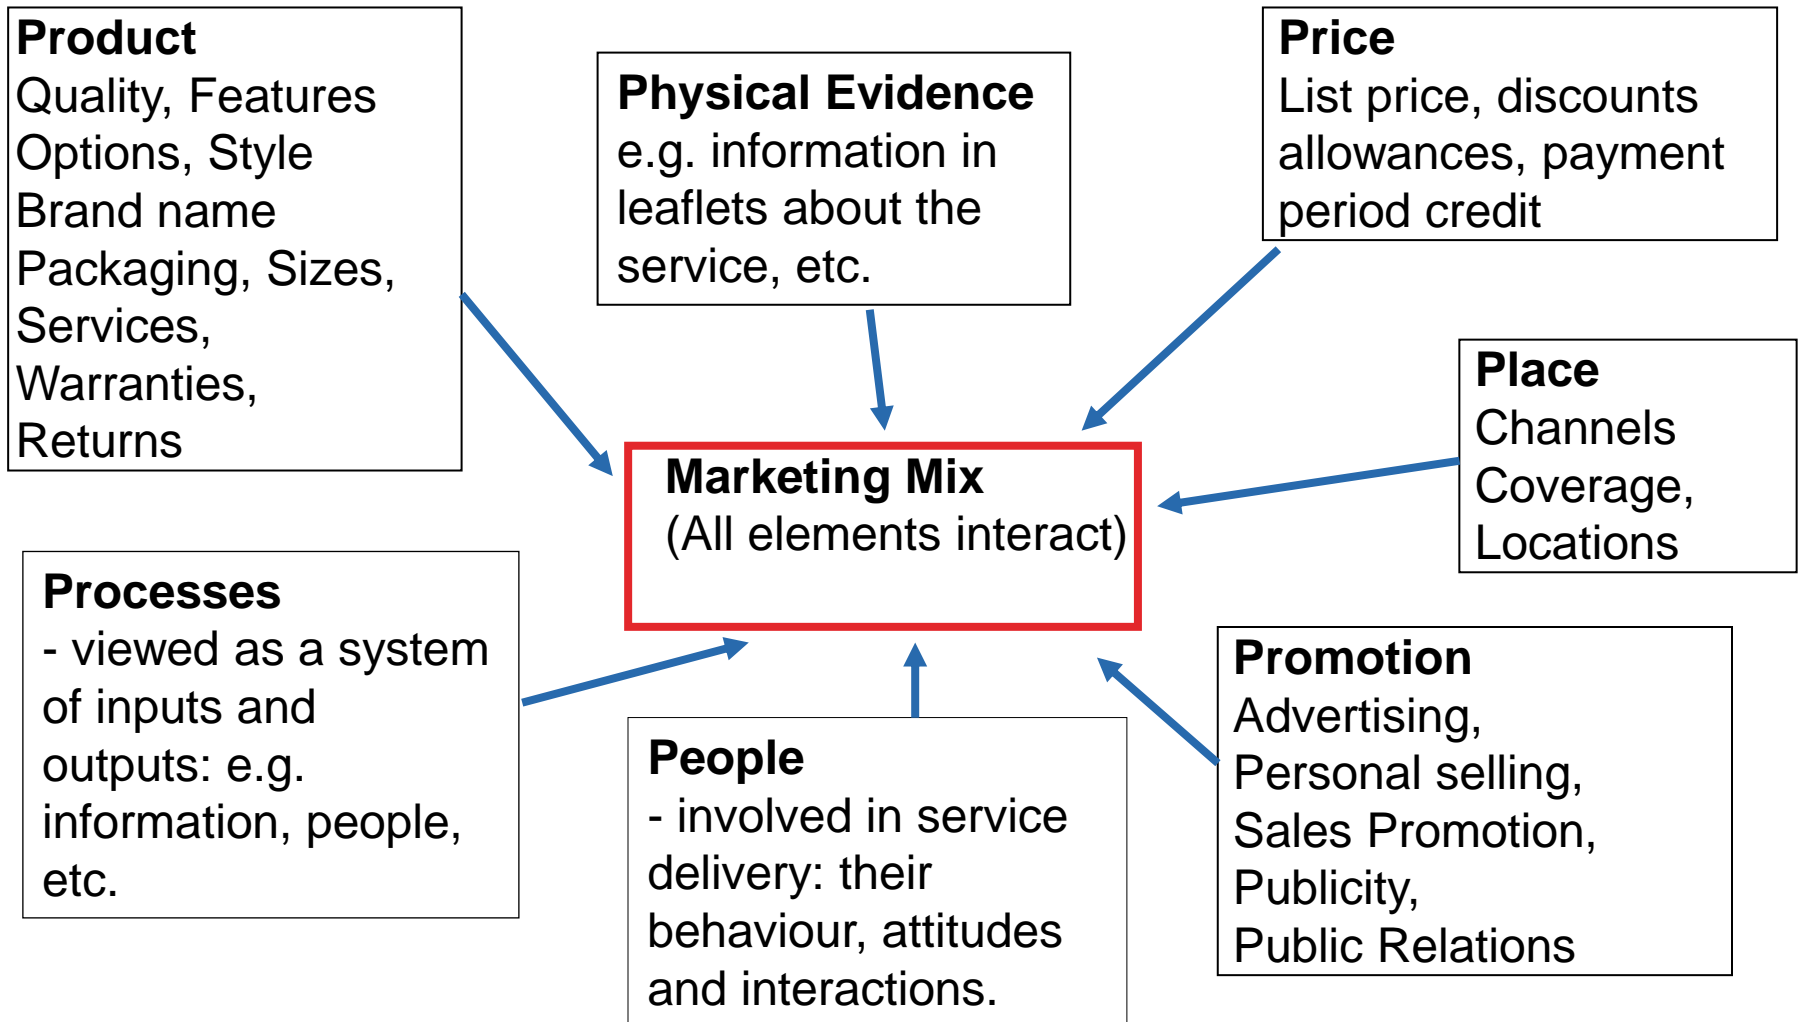 Product
Quality, Features
Options, Style
Brand name
Packaging, Sizes,
Services,
Warranties,
Returns
Physical Evidence
e.g. information in
leaflets about the
service, etc.
Price
List price, discounts
allowances, payment
period credit
Place
Channels
Coverage,
Locations
Marketing Mix
(All elements interact)
Processes
- viewed as a system
of inputs and
outputs: e.g.
information, people,
etc.
People
- involved in service
delivery: their
behaviour, attitudes
and interactions.
Promotion
Advertising,
Personal selling,
Sales Promotion,
Publicity,
Public Relations